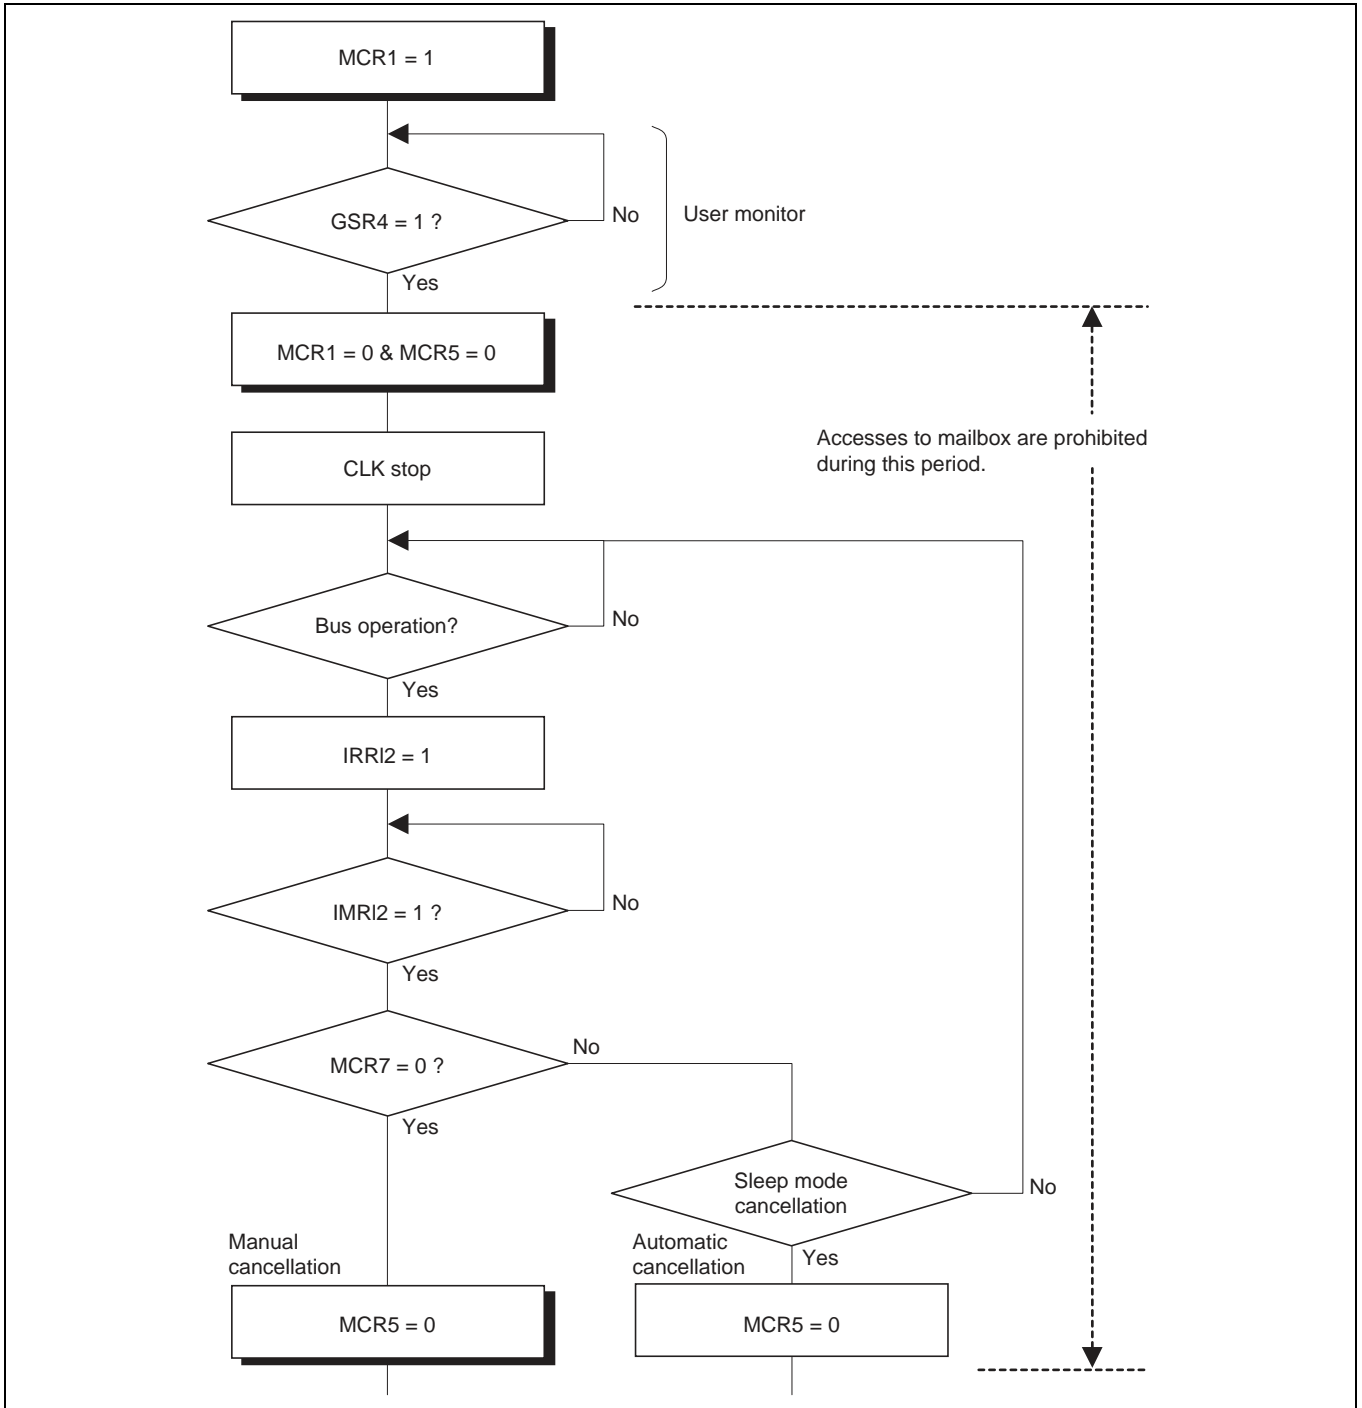 MCR1 = 1
GSR4 = 1 ?
No
User monitor
Yes
MCR1 = 0 & MCR5 = 0
Accesses to mailbox are prohibited
during this period.
CLK stop
Bus operation?
No
Yes
IRRI2 = 1
IMRI2 = 1 ?
No
Yes
MCR7 = 0 ?
No
Yes
Sleep mode
cancellation
No
Yes
Manual
cancellation
Automatic
cancellation
MCR5 = 0
MCR5 = 0